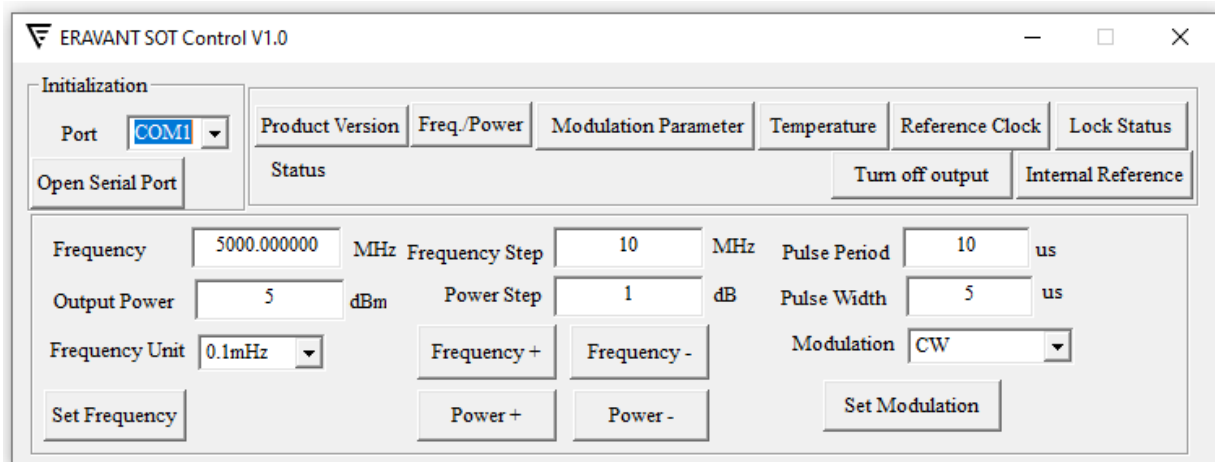 ERAVANT SOT Control V1.0
Initialization
Port COM1
Open Serial Port
Product Version Freq./Power Modulation Parameter Temperature Reference Clock Lock Status
Status Turn off output Internal Reference
Frequency 5000.000000 MHz Frequency Step 10 MHz Pulse Period 10 us
Output Power 5 dBm Power Step 1 dB Pulse Width 5 us
Frequency Unit 0.1mHz Frequency + Frequency - Modulation CW
Set Frequency Power + Power - Set Modulation